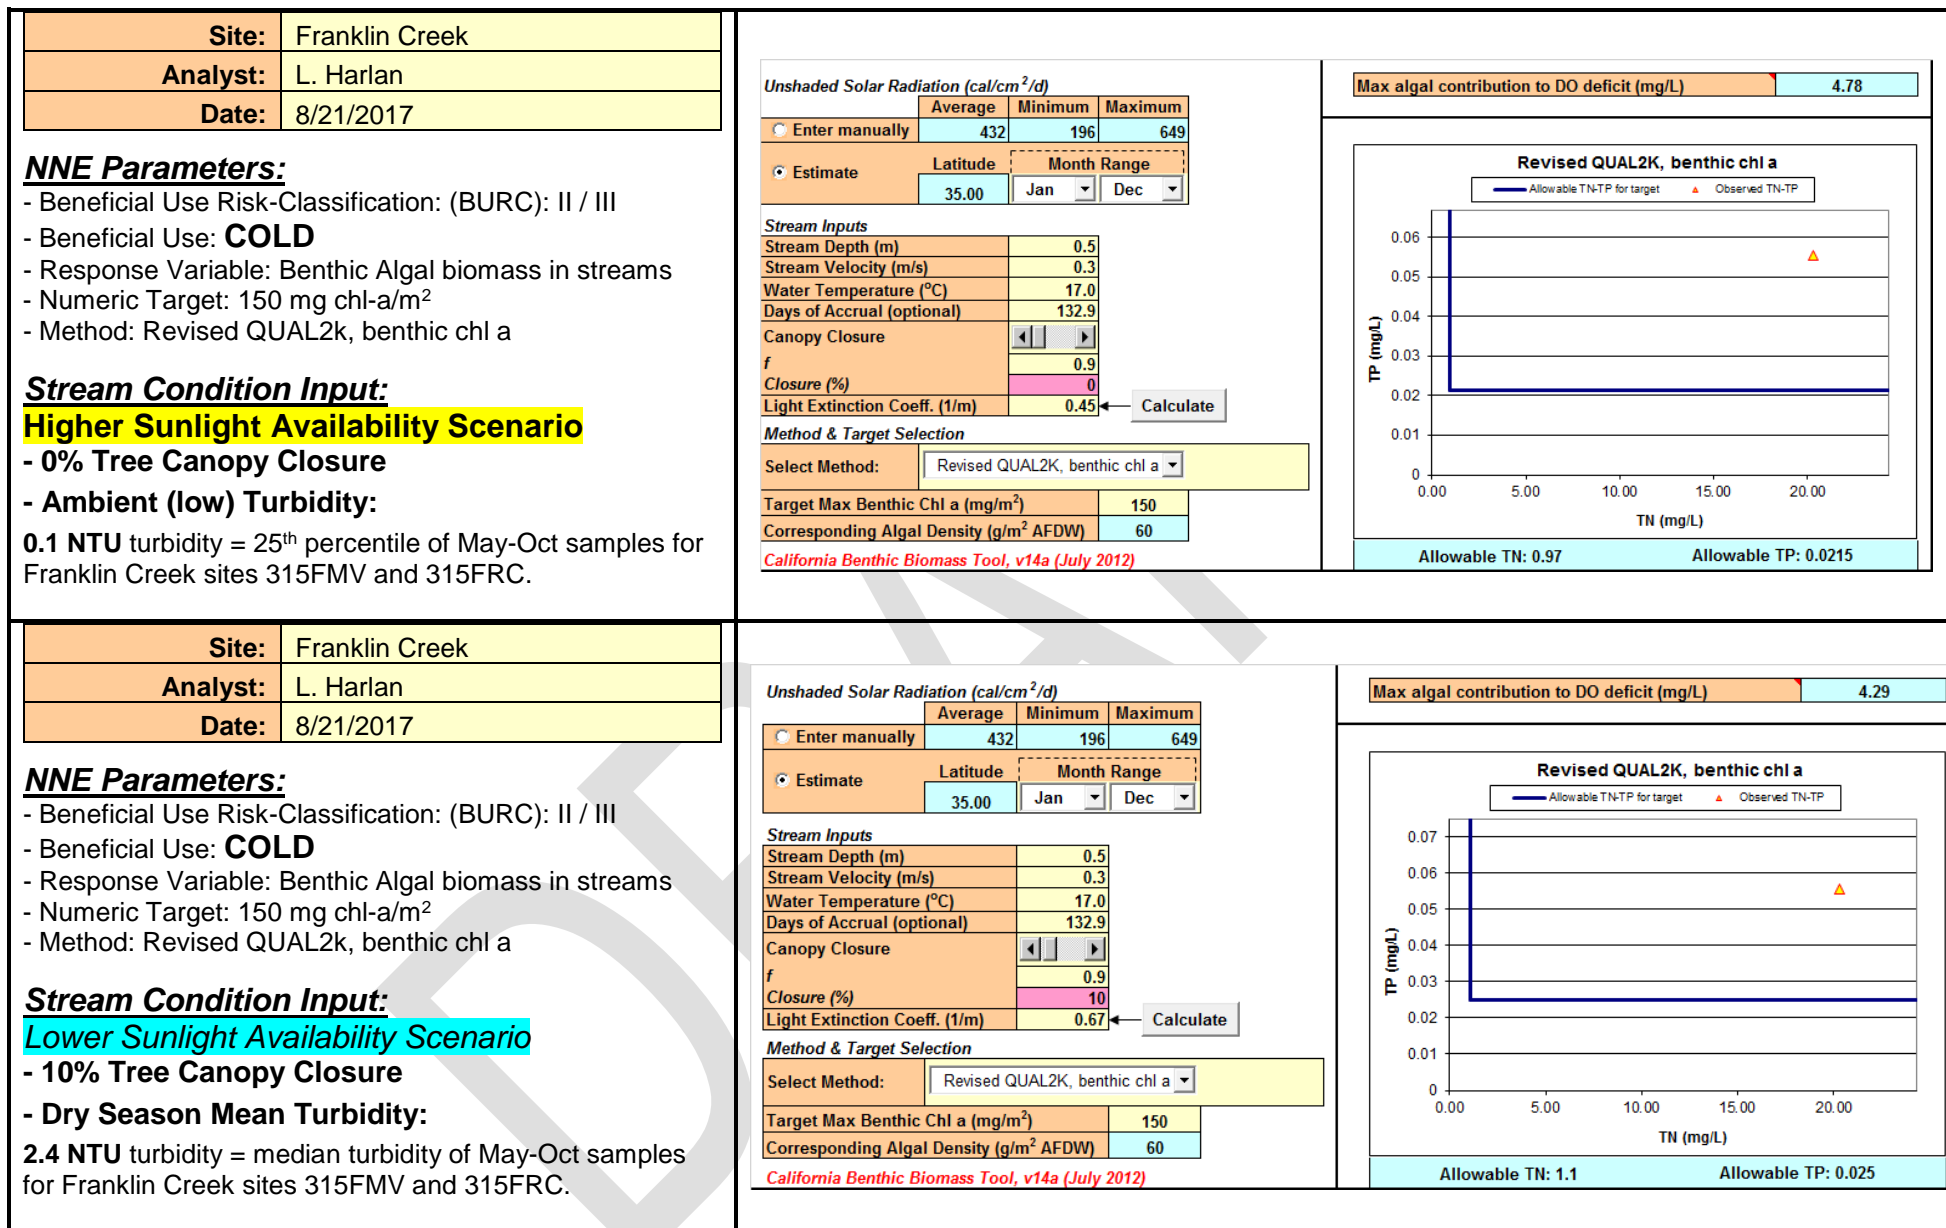 Site: Franklin Creek
Analyst: L. Harlan
Date: 8/21/2017
NNE Parameters:
- Beneficial Use Risk-Classification: (BURC): II / III
- Beneficial Use: COLD
- Response Variable: Benthic Algal biomass in streams
- Numeric Target: 150 mg chl-a/m²
- Method: Revised QUAL2k, benthic chl a
Stream Condition Input:
Higher Sunlight Availability Scenario
- 0% Tree Canopy Closure
- Ambient (low) Turbidity:
0.1 NTU turbidity = 25th percentile of May-Oct samples for
Franklin Creek sites 315FMV and 315FRC.
Unshaded Solar Radiation (cal/cm²/d)
Average Minimum Maximum
Enter manually 432 196 649
Estimate Latitude Month Range
35.00 Jan Dec
Stream Inputs
Stream Depth (m) 0.5
Stream Velocity (m/s) 0.3
Water Temperature (°C) 17.0
Days of Accrual (optional) 132.9
Canopy Closure
f 0.9
Closure (%) 0
Light Extinction Coeff. (1/m) 0.45 Calculate
Method & Target Selection
Select Method: Revised QUAL2K, benthic chl a
Target Max Benthic Chl a (mg/m²) 150
Corresponding Algal Density (g/m² AFDW) 60
California Benthic Biomass Tool, v14a (July 2012)
Max algal contribution to DO deficit (mg/L) 4.78
Revised QUAL2K, benthic chl a
Allowable TN-TP for target Observed TN-TP
0.06
0.05
0.04
0.03
0.02
0.01
0
TP (mg/L)
0.00 5.00 10.00 15.00 20.00
TN (mg/L)
Allowable TN: 0.97 Allowable TP: 0.0215
Site: Franklin Creek
Analyst: L. Harlan
Date: 8/21/2017
NNE Parameters:
- Beneficial Use Risk-Classification: (BURC): II / III
- Beneficial Use: COLD
- Response Variable: Benthic Algal biomass in streams
- Numeric Target: 150 mg chl-a/m²
- Method: Revised QUAL2k, benthic chl a
Stream Condition Input:
Lower Sunlight Availability Scenario
- 10% Tree Canopy Closure
- Dry Season Mean Turbidity:
2.4 NTU turbidity = median turbidity of May-Oct samples
for Franklin Creek sites 315FMV and 315FRC.
Unshaded Solar Radiation (cal/cm²/d)
Average Minimum Maximum
Enter manually 432 196 649
Estimate Latitude Month Range
35.00 Jan Dec
Stream Inputs
Stream Depth (m) 0.5
Stream Velocity (m/s) 0.3
Water Temperature (°C) 17.0
Days of Accrual (optional) 132.9
Canopy Closure
f 0.9
Closure (%) 10
Light Extinction Coeff. (1/m) 0.67 Calculate
Method & Target Selection
Select Method: Revised QUAL2K, benthic chl a
Target Max Benthic Chl a (mg/m²) 150
Corresponding Algal Density (g/m² AFDW) 60
California Benthic Biomass Tool, v14a (July 2012)
Max algal contribution to DO deficit (mg/L) 4.29
Revised QUAL2K, benthic chl a
Allowable TN-TP for target Observed TN-TP
0.07
0.06
0.05
0.04
0.03
0.02
0.01
0
TP (mg/L)
0.00 5.00 10.00 15.00 20.00
TN (mg/L)
Allowable TN: 1.1 Allowable TP: 0.025